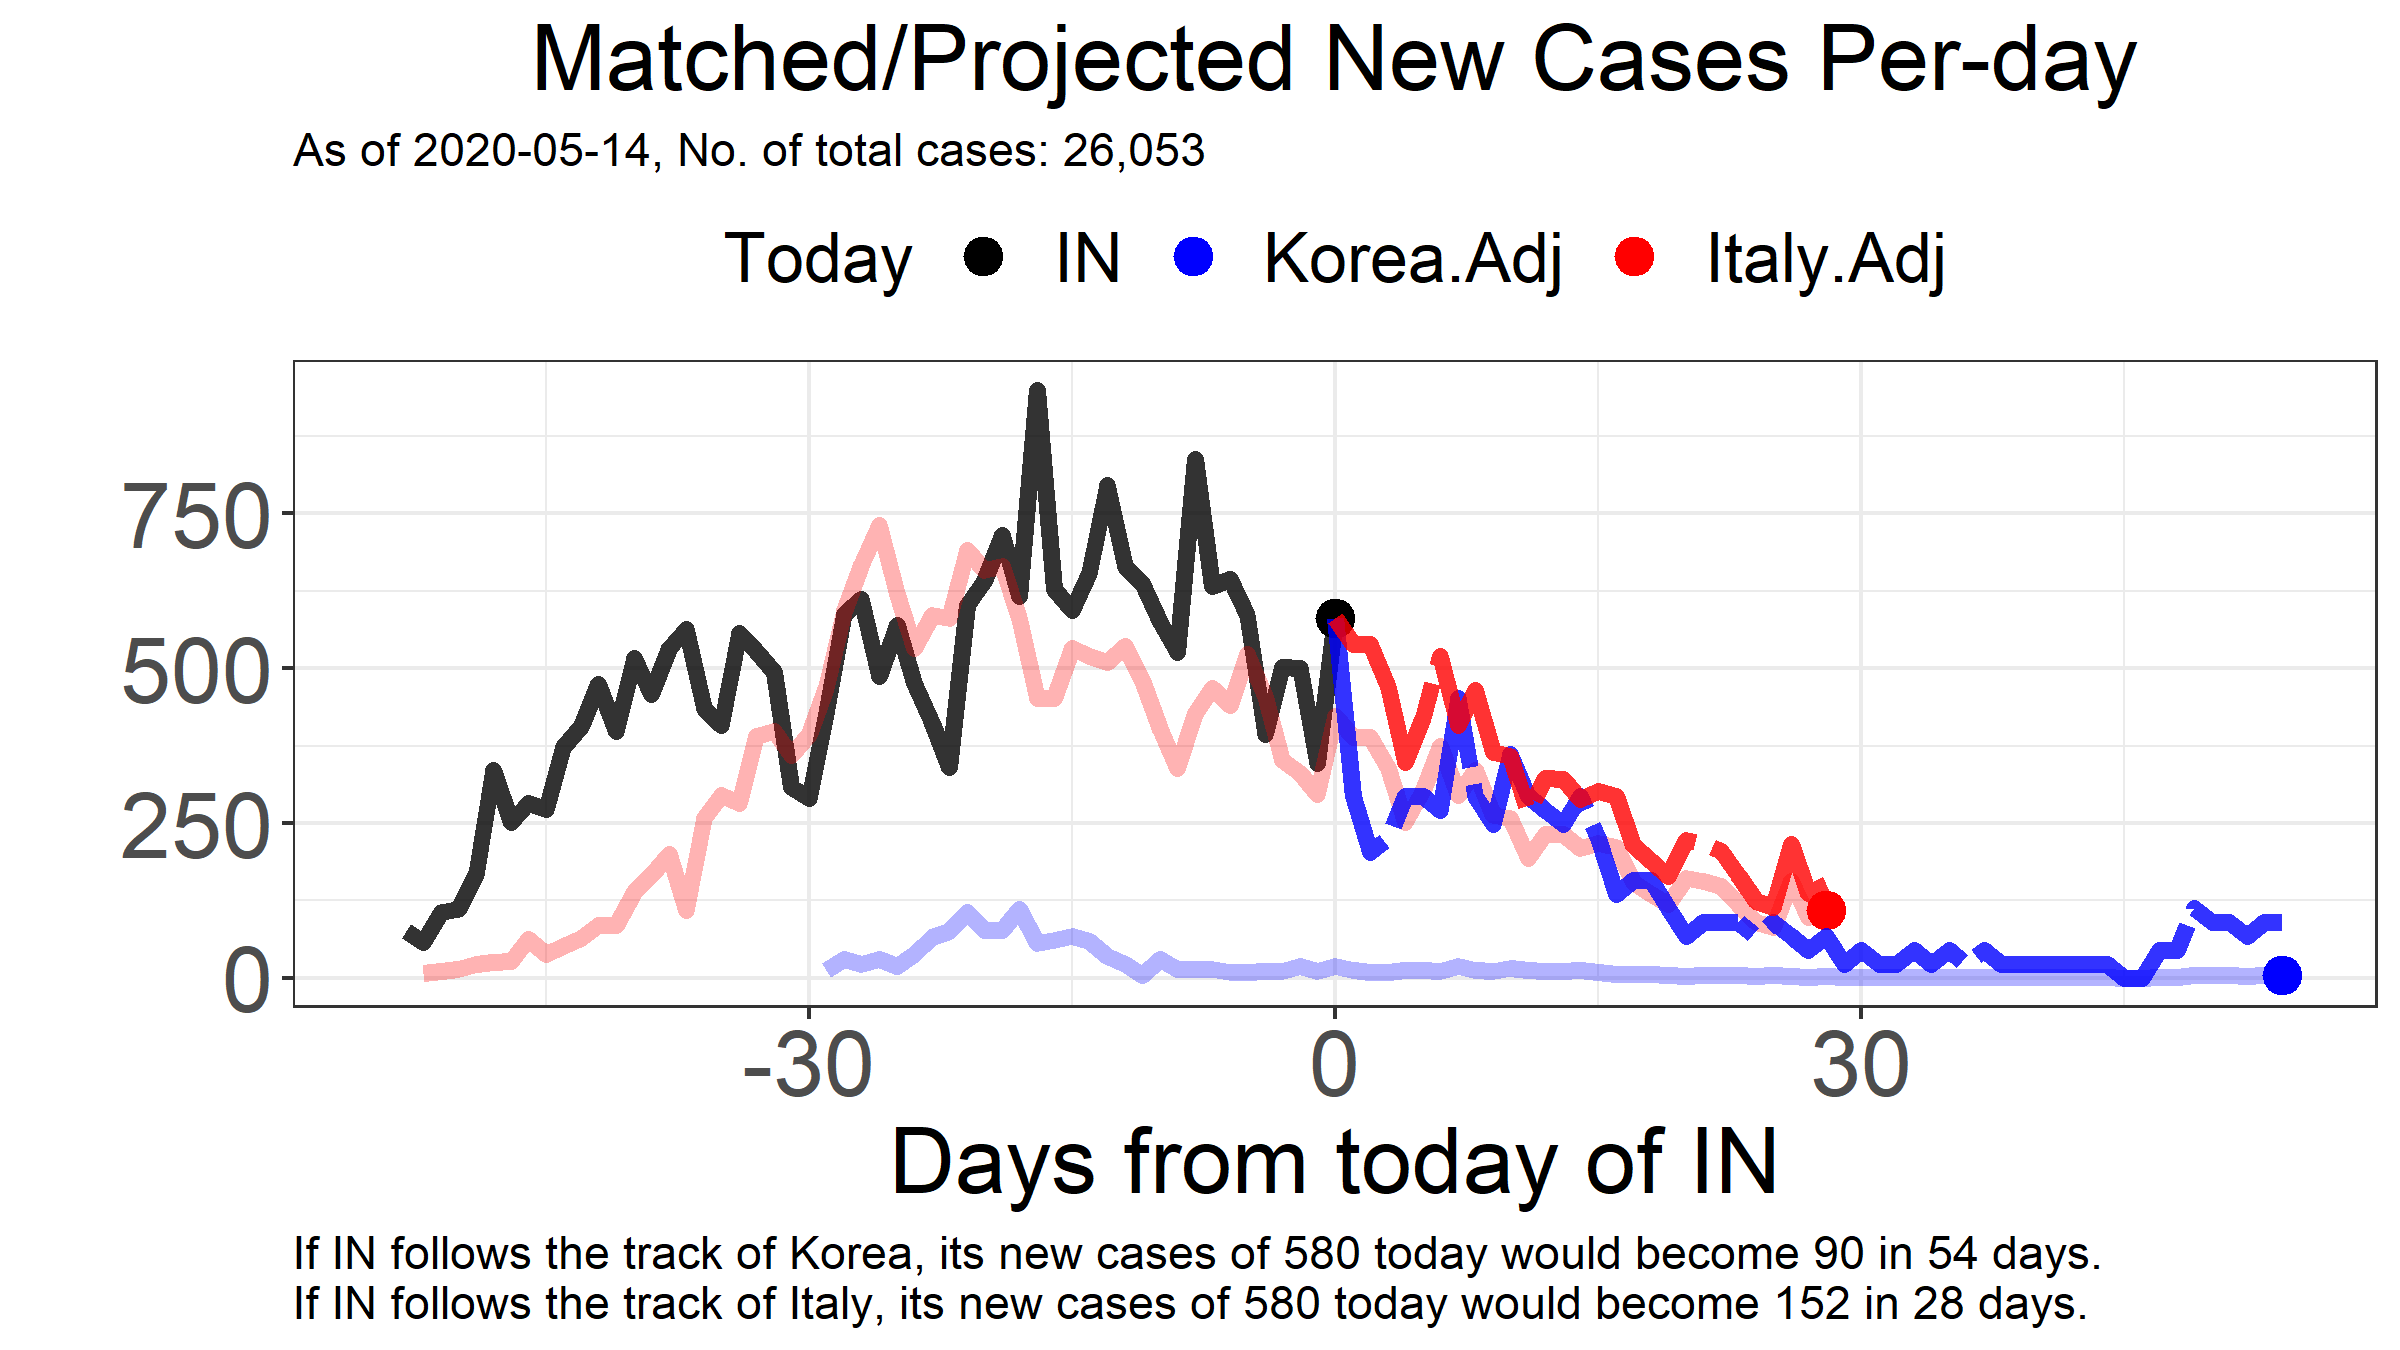 Matched/Projected New Cases Per-day
As of 2020-05-14, No. of total cases: 26,053
Today IN Korea.Adj Italy.Adj
750
500
250
0
-30 0 30
Days from today of IN
If IN follows the track of Korea, its new cases of 580 today would become 90 in 54 days.
If IN follows the track of Italy, its new cases of 580 today would become 152 in 28 days.